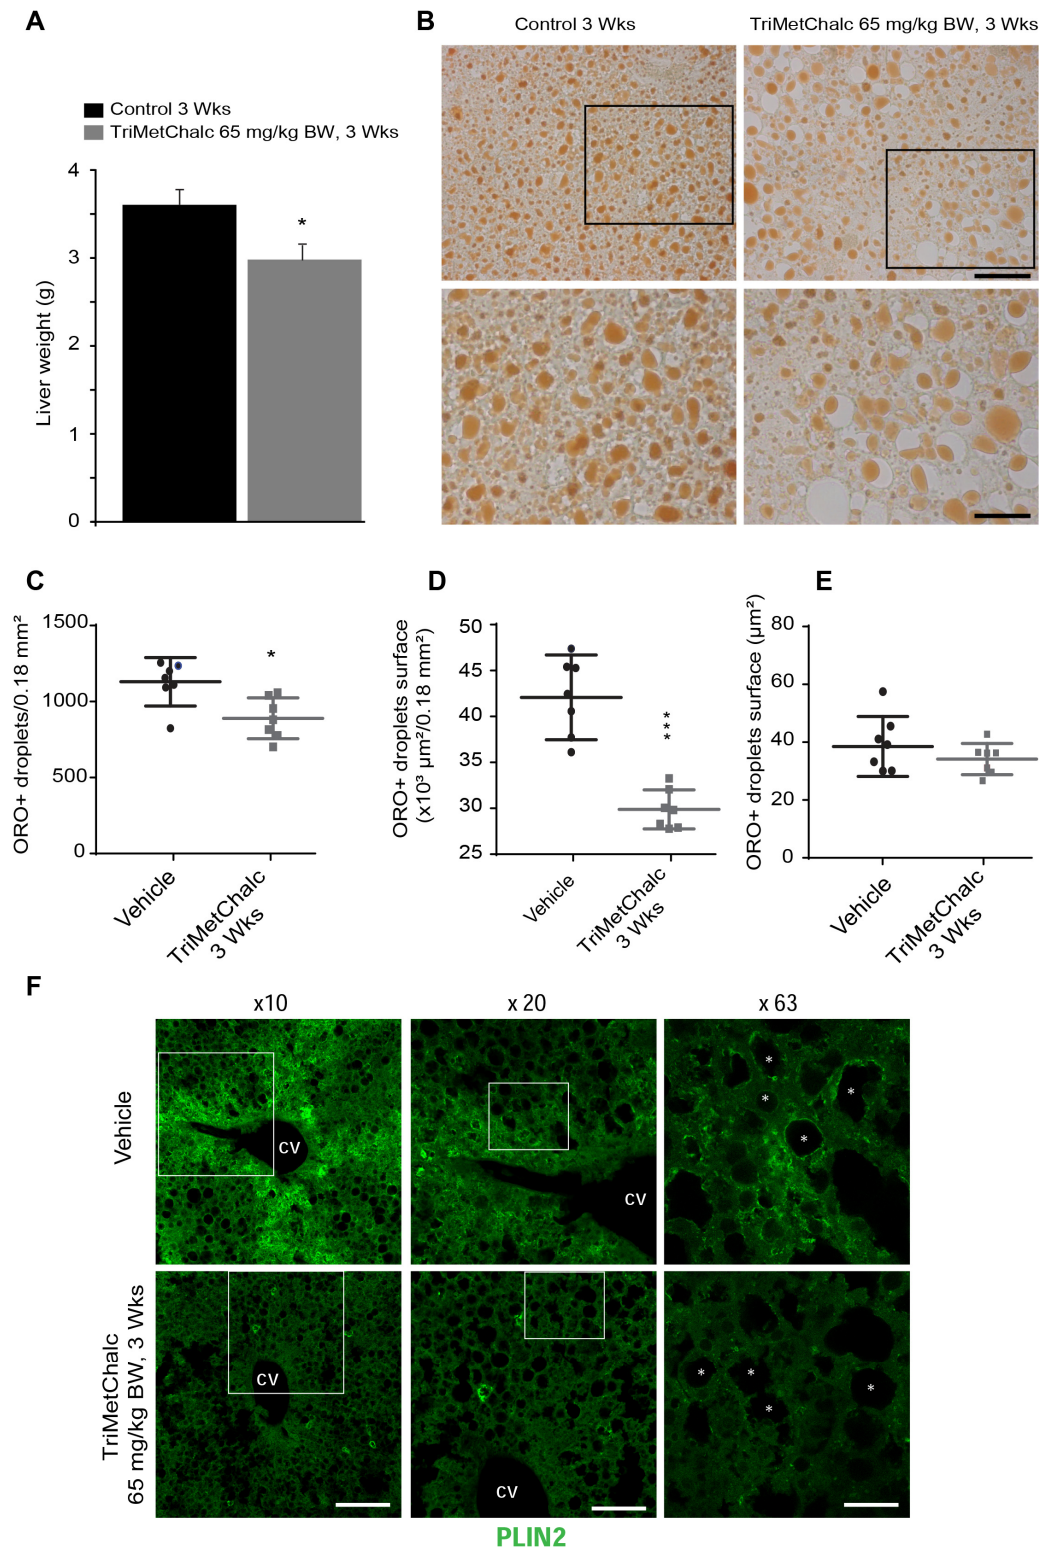 A
Control 3 Wks
TriMetChalc 65 mg/kg BW, 3 Wks
4
3
2
1
0
Liver weight (g)
*
B
Control 3 Wks
TriMetChalc 65 mg/kg BW, 3 Wks
C
ORO+ droplets/0.18 mm²
1500
1000
500
0
*
Vehicle
TriMetChalc
3 Wks
D
ORO+ droplets surface
(x10³ µm²/0.18 mm²)
50
45
40
35
30
25
***
Vehicle
TriMetChalc
3 Wks
E
ORO+ droplets surface (µm²)
80
60
40
20
0
Vehicle
TriMetChalc
3 Wks
F
x10
x 20
x 63
Vehicle
CV
CV
* * * *
TriMetChalc
65 mg/kg BW, 3 Wks
CV
CV
* * * *
PLIN2